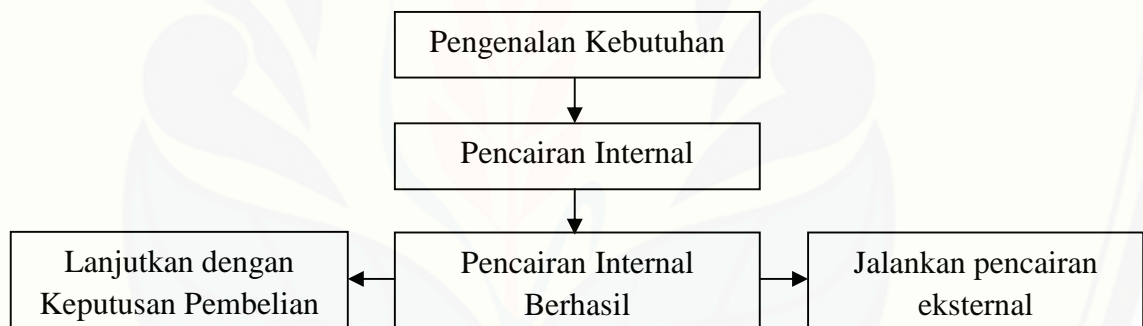 Pengenalan Kebutuhan
Pencairan Internal
Lanjutkan dengan
Keputusan Pembelian
Pencairan Internal
Berhasil
Jalankan pencairan
eksternal